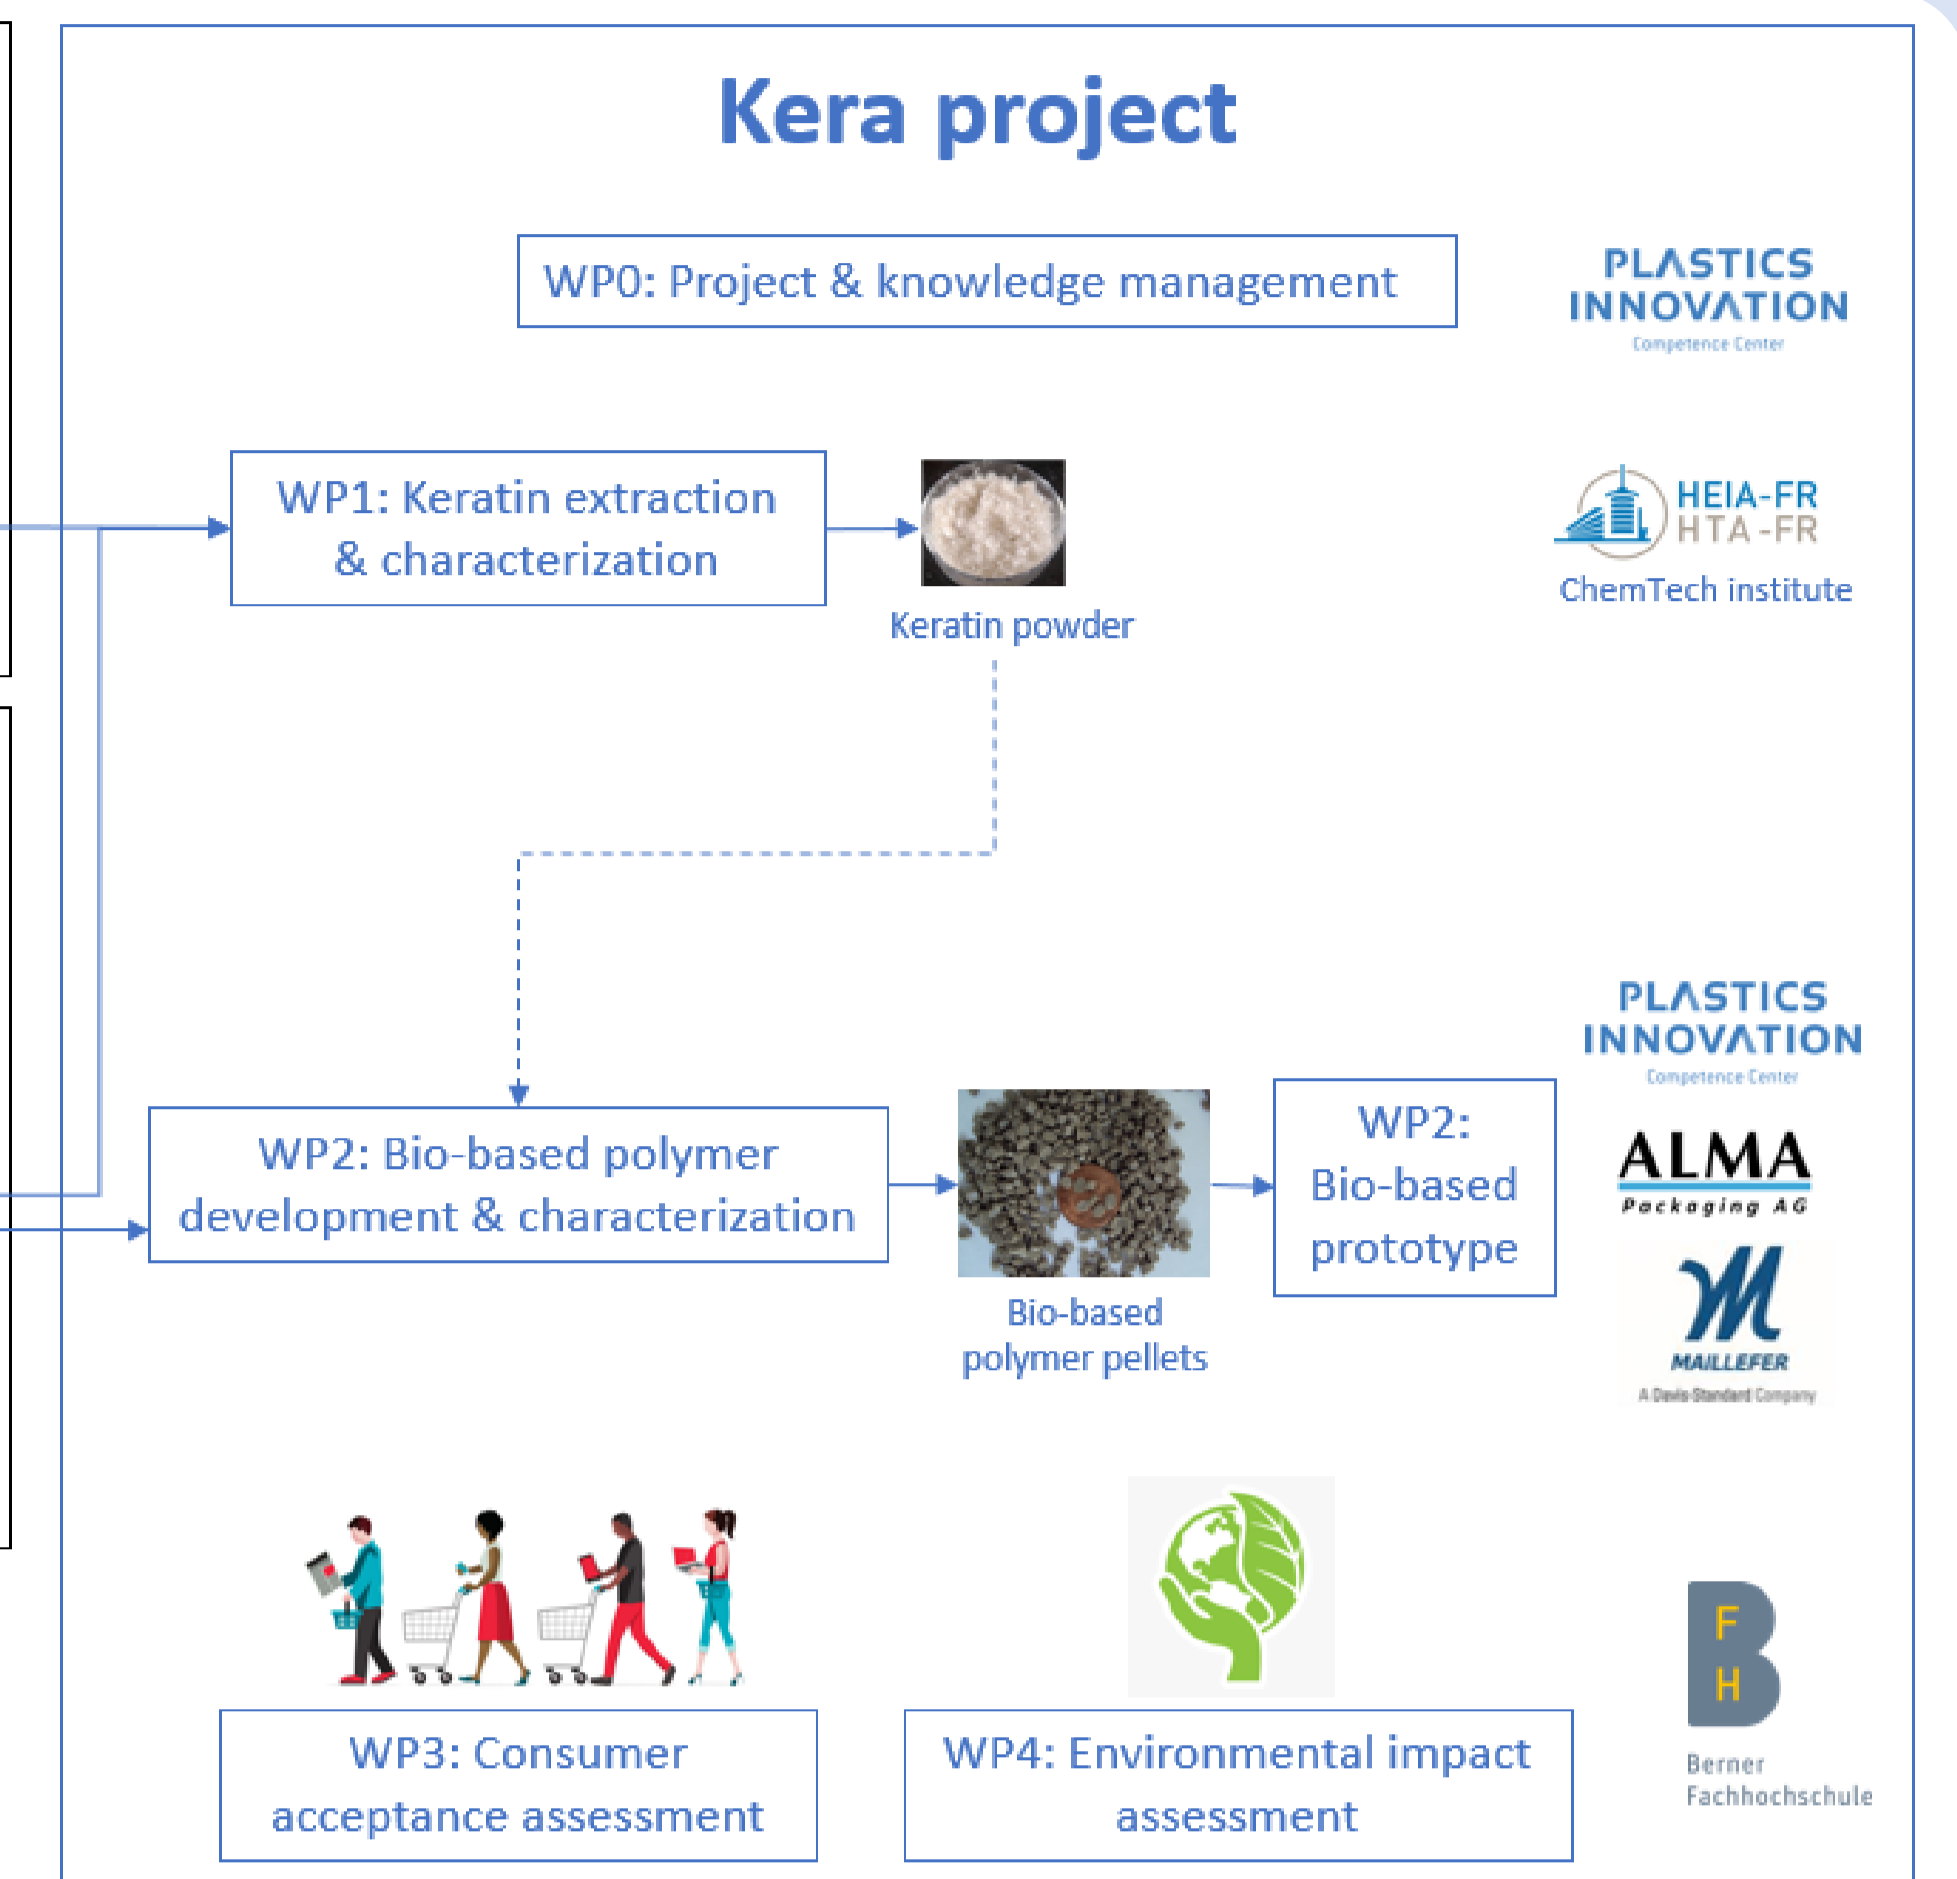 Kera project
WP0: Project & knowledge management
PLASTICS
INNOVATION
Competence Center
WP1: Keratin extraction
& characterization
Keratin powder
HEIA-FR
HTA-FR
ChemTech institute
WP2: Bio-based polymer
development & characterization
Bio-based
polymer pellets
WP2:
Bio-based
prototype
PLASTICS
INNOVATION
Competence Center
ALMA
Packaging AG
MAILLEFER
A Davis-Standard Company
WP3: Consumer
acceptance assessment
WP4: Environmental impact
assessment
F
H
Berner
Fachhochschule